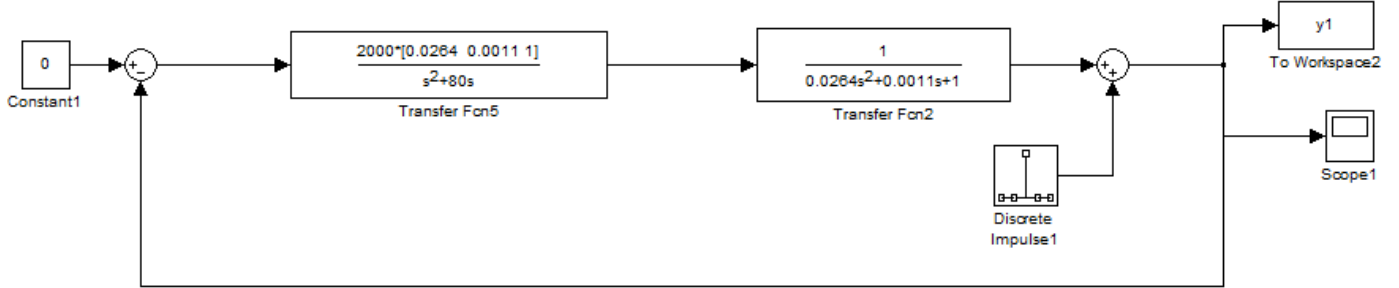 0
Constant1
2000*[0.0264 0.0011 1]
s²+80s
Transfer Fcn5
1
0.0264s²+0.0011s+1
Transfer Fcn2
Discrete
Impulse1
y1
To Workspace2
Scope1